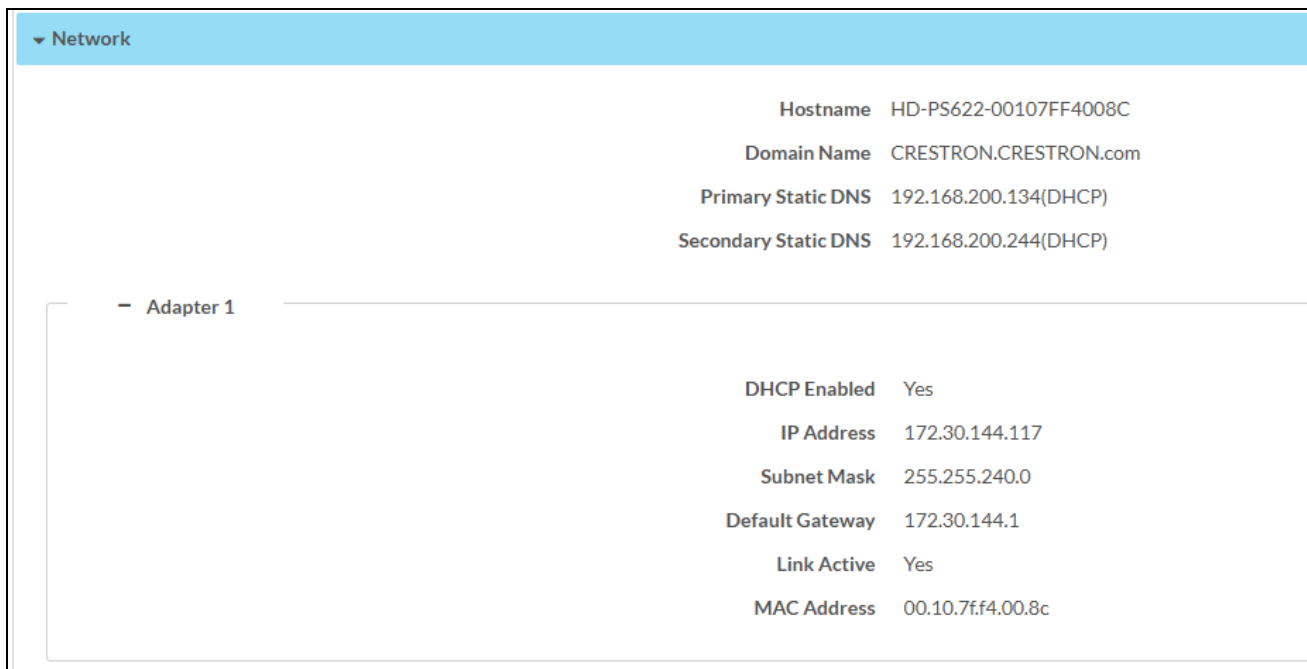 Network
Hostname HD-PS622-00107FF4008C
Domain Name CRESTRON.CRESTRON.com
Primary Static DNS 192.168.200.134(DHCP)
Secondary Static DNS 192.168.200.244(DHCP)
− Adapter 1
DHCP Enabled Yes
IP Address 172.30.144.117
Subnet Mask 255.255.240.0
Default Gateway 172.30.144.1
Link Active Yes
MAC Address 00.10.7f.f4.00.8c